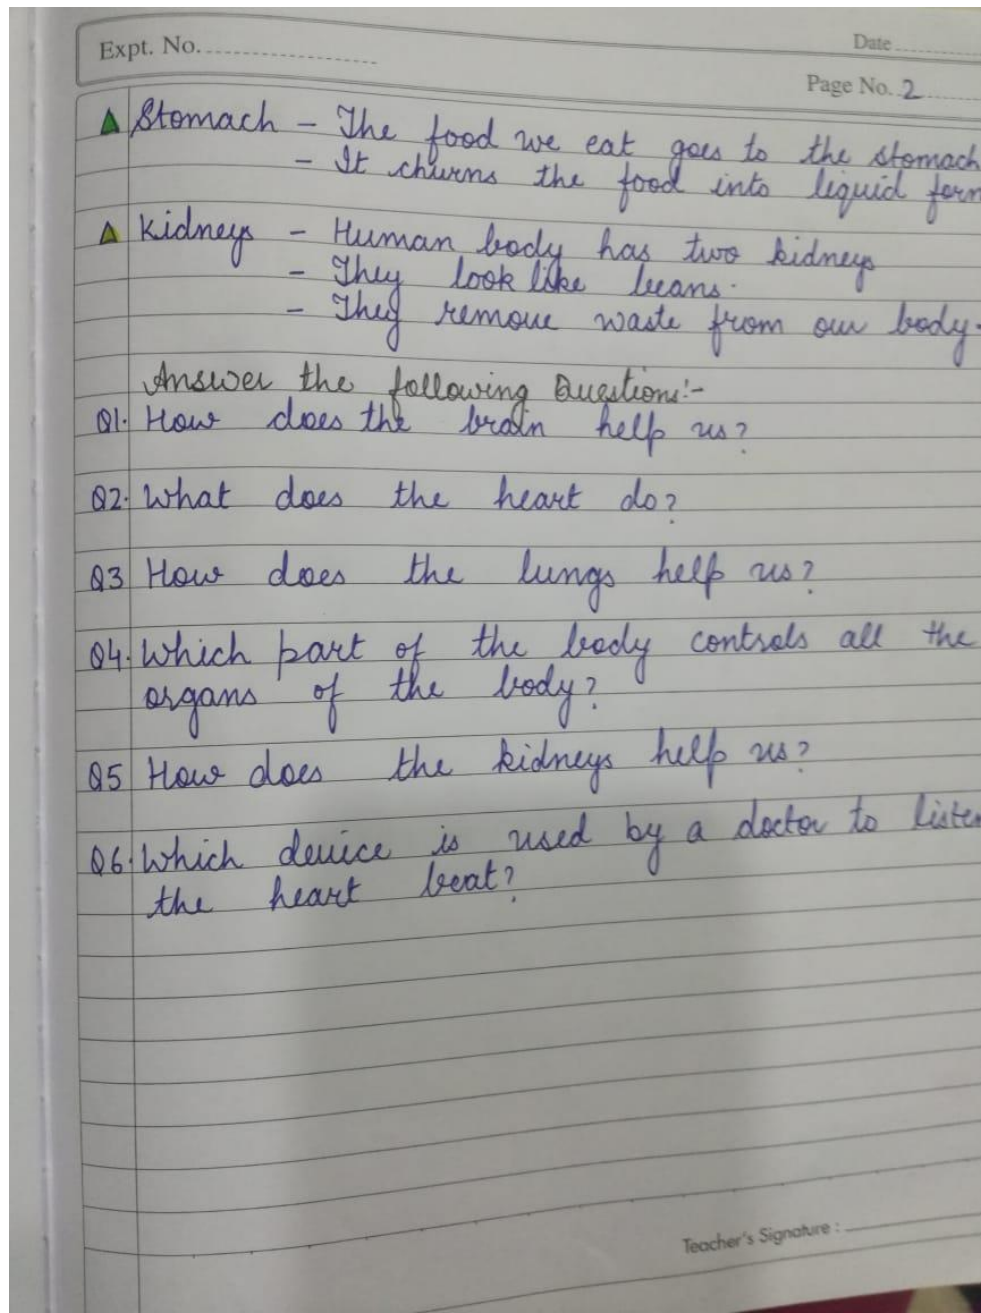 Expt. No.
Date
Page No. 2
Stomach - The food we eat goes to the stomach
- It churns the food into liquid form
Kidneys - Human body has two kidneys
- They look like beans.
- They remove waste from our body.
Answer the following Questions:-
Q1. How does the brain help us?
Q2. What does the heart do?
Q3 How does the lungs help us?
Q4. Which part of the body controls all the
organs of the body?
Q5 How does the kidneys help us?
Q6. Which device is used by a doctor to listen
the heart beat?
Teacher's Signature :